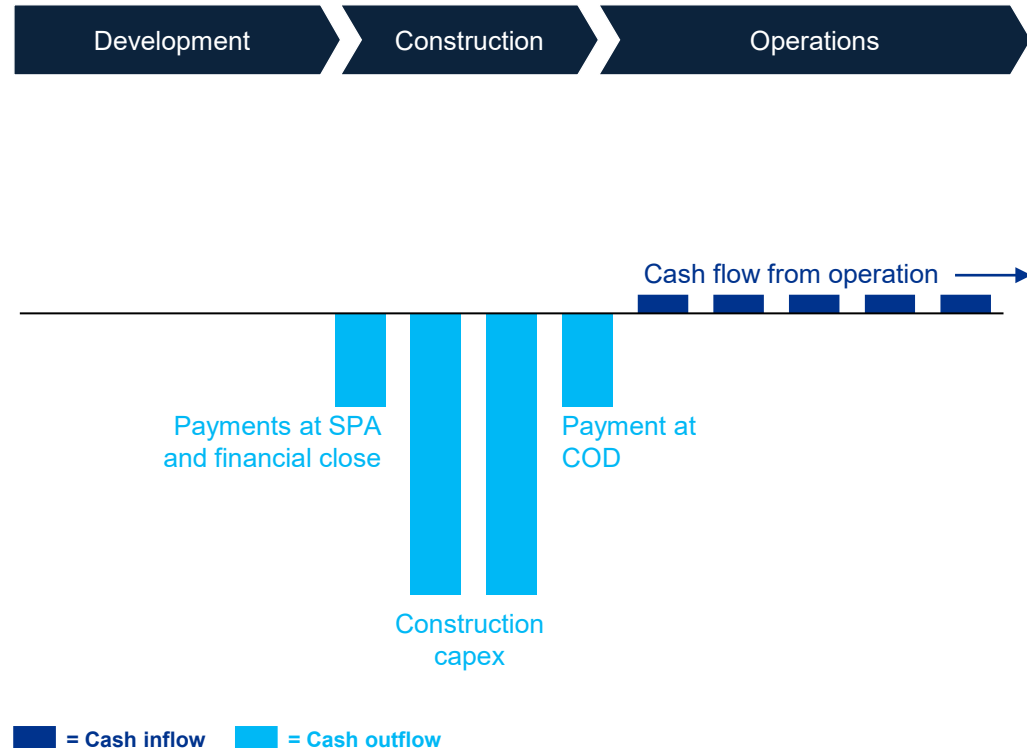 Development
Construction
Operations
Cash flow from operation
Payments at SPA
and financial close
Payment at
COD
Construction
capex
= Cash inflow
= Cash outflow